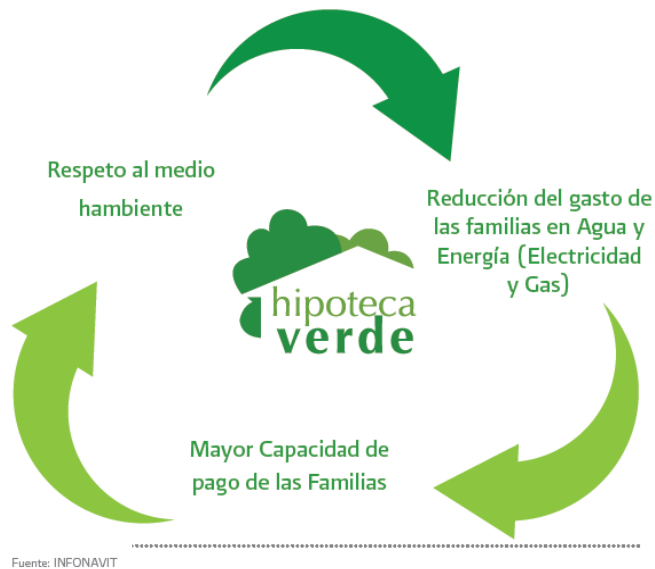 Respeto al medio
hambiente
Reducción del gasto de
las familias en Agua y
Energía (Electricidad
y Gas)
hipoteca
verde
Mayor Capacidad de
pago de las Familias
Fuente: INFONAVIT